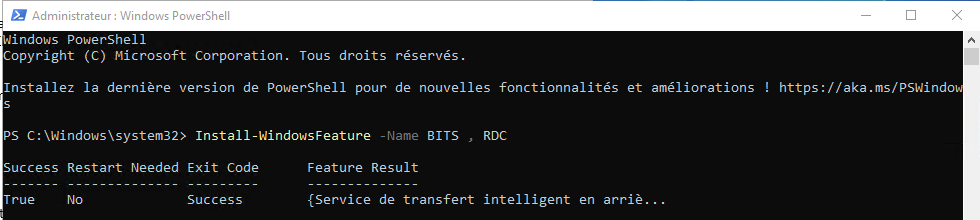 Administrateur : Windows PowerShell
Windows PowerShell
Copyright (C) Microsoft Corporation. Tous droits réservés.
Installez la dernière version de PowerShell pour de nouvelles fonctionnalités et améliorations ! https://aka.ms/PSWindow
s
PS C:\Windows\system32> Install-WindowsFeature -Name BITS , RDC
Success Restart Needed Exit Code      Feature Result
------- -------------- ---------      --------------
True    No             Success        {Service de transfert intelligent en arriè...